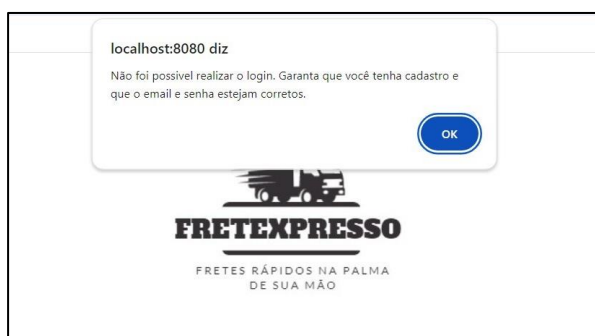 localhost:8080 diz
Não foi possivel realizar o login. Garanta que você tenha cadastro e
que o email e senha estejam corretos.
OK
FRETEXPRESSO
FRETES RÁPIDOS NA PALMA
DE SUA MÃO